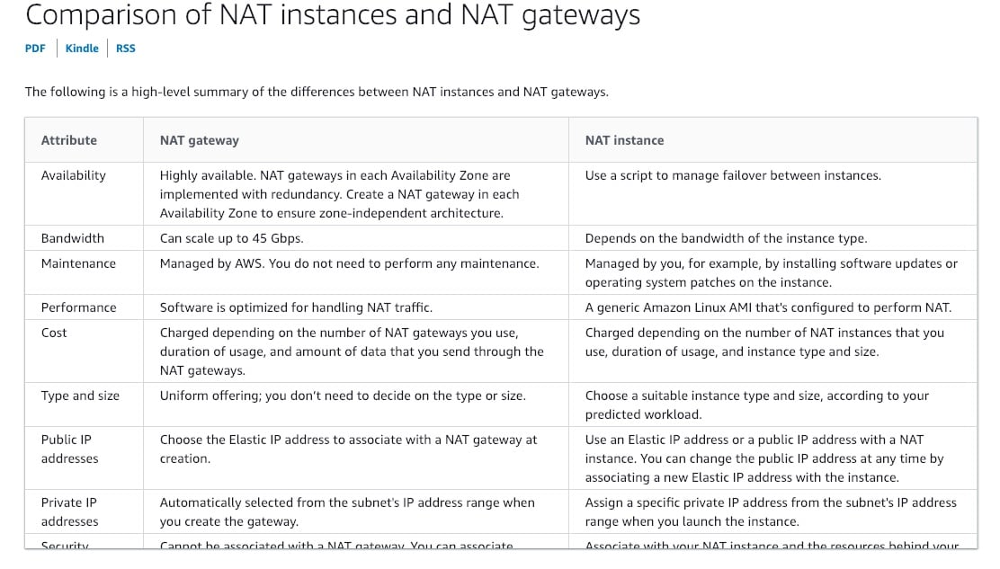 Comparison of NAT instances and NAT gateways
PDF Kindle RSS
The following is a high-level summary of the differences between NAT instances and NAT gateways.
Attribute NAT gateway NAT instance
Availability Highly available. NAT gateways in each Availability Zone are Use a script to manage failover between instances.
implemented with redundancy. Create a NAT gateway in each
Availability Zone to ensure zone-independent architecture.
Bandwidth Can scale up to 45 Gbps. Depends on the bandwidth of the instance type.
Maintenance Managed by AWS. You do not need to perform any maintenance. Managed by you, for example, by installing software updates or
operating system patches on the instance.
Performance Software is optimized for handling NAT traffic. A generic Amazon Linux AMI that's configured to perform NAT.
Cost Charged depending on the number of NAT gateways you use, Charged depending on the number of NAT instances that you
duration of usage, and amount of data that you send through the use, duration of usage, and instance type and size.
NAT gateways.
Type and size Uniform offering; you don't need to decide on the type or size. Choose a suitable instance type and size, according to your
predicted workload.
Public IP Choose the Elastic IP address to associate with a NAT gateway at Use an Elastic IP address or a public IP address with a NAT
addresses creation. instance. You can change the public IP address at any time by
associating a new Elastic IP address with the instance.
Private IP Automatically selected from the subnet's IP address range when Assign a specific private IP address from the subnet's IP address
addresses you create the gateway. range when you launch the instance.
Security Cannot be associated with a NAT gateway. You can associate Associate with your NAT instance and the resources behind your